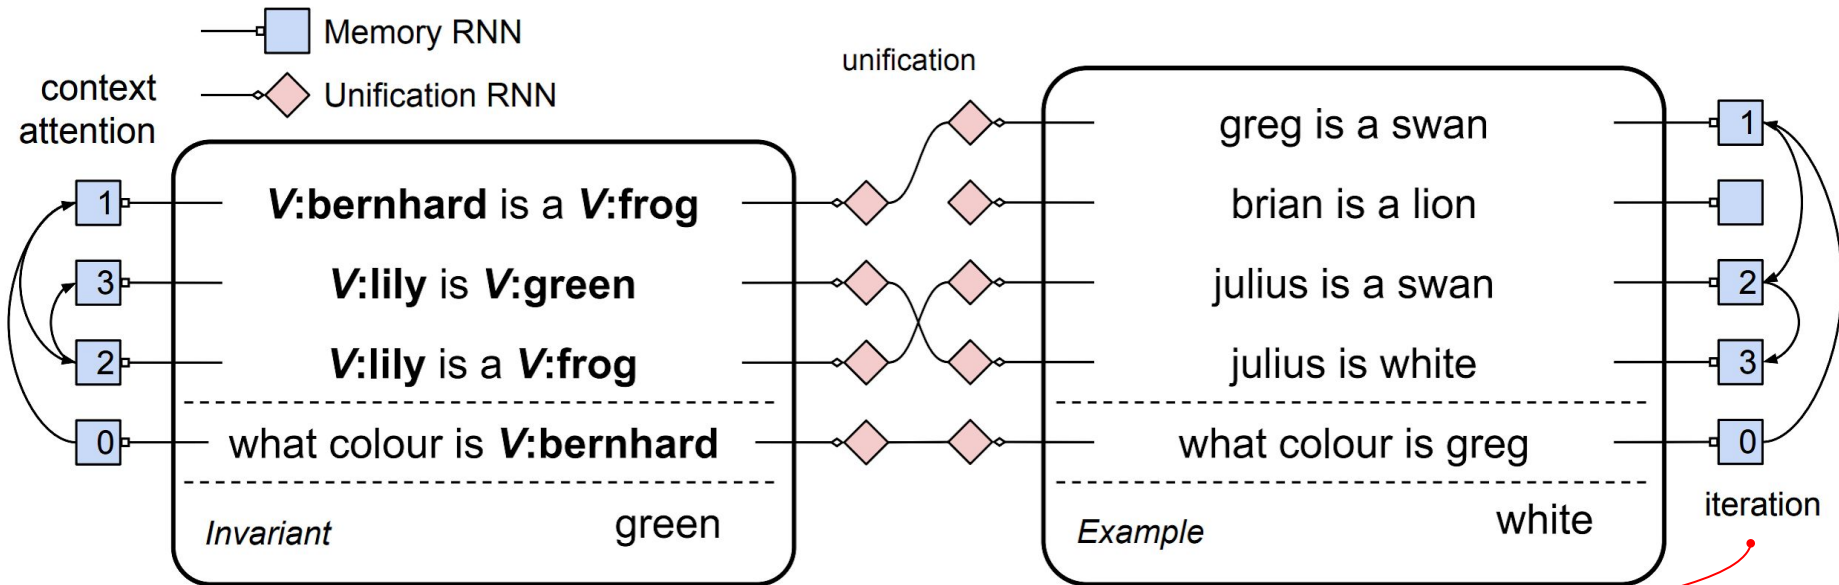 Memory RNN
Unification RNN
context
attention
unification
1
V:bernhard is a V:frog
3
V:lily is V:green
2
V:lily is a V:frog
0
what colour is V:bernhard
Invariant
green
greg is a swan
1
brian is a lion
julius is a swan
2
julius is white
3
what colour is greg
0
Example
white
iteration